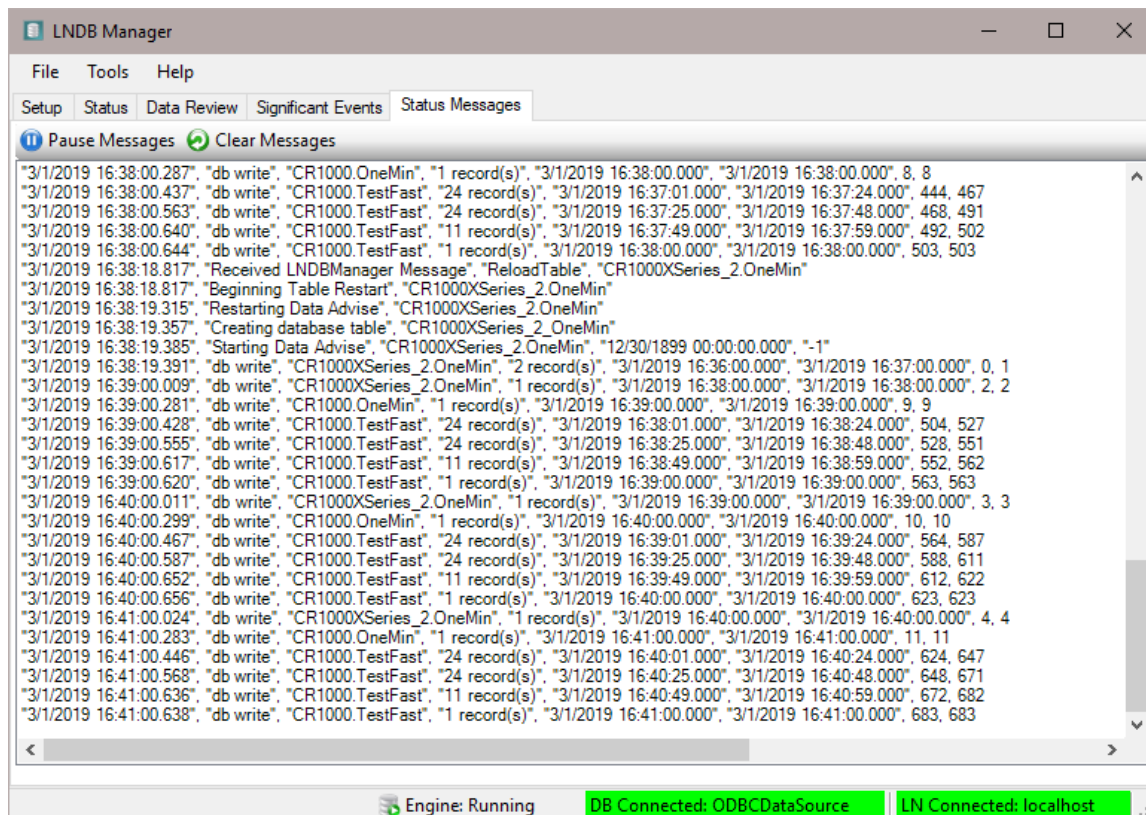 LNDB Manager
File Tools Help
Setup Status Data Review Significant Events Status Messages
Pause Messages Clear Messages
"3/1/2019 16:38:00.287", "db write", "CR1000.OneMin", "1 record(s)", "3/1/2019 16:38:00.000", "3/1/2019 16:38:00.000", 8, 8
"3/1/2019 16:38:00.437", "db write", "CR1000.TestFast", "24 record(s)", "3/1/2019 16:37:01.000", "3/1/2019 16:37:24.000", 444, 467
"3/1/2019 16:38:00.563", "db write", "CR1000.TestFast", "24 record(s)", "3/1/2019 16:37:25.000", "3/1/2019 16:37:48.000", 468, 491
"3/1/2019 16:38:00.640", "db write", "CR1000.TestFast", "11 record(s)", "3/1/2019 16:37:49.000", "3/1/2019 16:37:59.000", 492, 502
"3/1/2019 16:38:00.644", "db write", "CR1000.TestFast", "1 record(s)", "3/1/2019 16:38:00.000", "3/1/2019 16:38:00.000", 503, 503
"3/1/2019 16:38:18.817", "Received LNDBManager Message", "ReloadTable", "CR1000XSeries_2.OneMin"
"3/1/2019 16:38:18.817", "Beginning Table Restart", "CR1000XSeries_2.OneMin"
"3/1/2019 16:38:19.315", "Restarting Data Advise", "CR1000XSeries_2.OneMin"
"3/1/2019 16:38:19.357", "Creating database table", "CR1000XSeries_2_OneMin"
"3/1/2019 16:38:19.385", "Starting Data Advise", "CR1000XSeries_2.OneMin", "12/30/1899 00:00:00.000", "-1"
"3/1/2019 16:38:19.391", "db write", "CR1000XSeries_2.OneMin", "2 record(s)", "3/1/2019 16:36:00.000", "3/1/2019 16:37:00.000", 0, 1
"3/1/2019 16:39:00.009", "db write", "CR1000XSeries_2.OneMin", "1 record(s)", "3/1/2019 16:38:00.000", "3/1/2019 16:38:00.000", 2, 2
"3/1/2019 16:39:00.281", "db write", "CR1000.OneMin", "1 record(s)", "3/1/2019 16:39:00.000", "3/1/2019 16:39:00.000", 9, 9
"3/1/2019 16:39:00.428", "db write", "CR1000.TestFast", "24 record(s)", "3/1/2019 16:38:01.000", "3/1/2019 16:38:24.000", 504, 527
"3/1/2019 16:39:00.555", "db write", "CR1000.TestFast", "24 record(s)", "3/1/2019 16:38:25.000", "3/1/2019 16:38:48.000", 528, 551
"3/1/2019 16:39:00.617", "db write", "CR1000.TestFast", "11 record(s)", "3/1/2019 16:38:49.000", "3/1/2019 16:38:59.000", 552, 562
"3/1/2019 16:39:00.620", "db write", "CR1000.TestFast", "1 record(s)", "3/1/2019 16:39:00.000", "3/1/2019 16:39:00.000", 563, 563
"3/1/2019 16:40:00.011", "db write", "CR1000XSeries_2.OneMin", "1 record(s)", "3/1/2019 16:39:00.000", "3/1/2019 16:39:00.000", 3, 3
"3/1/2019 16:40:00.299", "db write", "CR1000.OneMin", "1 record(s)", "3/1/2019 16:40:00.000", "3/1/2019 16:40:00.000", 10, 10
"3/1/2019 16:40:00.467", "db write", "CR1000.TestFast", "24 record(s)", "3/1/2019 16:39:01.000", "3/1/2019 16:39:24.000", 564, 587
"3/1/2019 16:40:00.587", "db write", "CR1000.TestFast", "24 record(s)", "3/1/2019 16:39:25.000", "3/1/2019 16:39:48.000", 588, 611
"3/1/2019 16:40:00.652", "db write", "CR1000.TestFast", "11 record(s)", "3/1/2019 16:39:49.000", "3/1/2019 16:39:59.000", 612, 622
"3/1/2019 16:40:00.656", "db write", "CR1000.TestFast", "1 record(s)", "3/1/2019 16:40:00.000", "3/1/2019 16:40:00.000", 623, 623
"3/1/2019 16:41:00.024", "db write", "CR1000XSeries_2.OneMin", "1 record(s)", "3/1/2019 16:40:00.000", "3/1/2019 16:40:00.000", 4, 4
"3/1/2019 16:41:00.283", "db write", "CR1000.OneMin", "1 record(s)", "3/1/2019 16:41:00.000", "3/1/2019 16:41:00.000", 11, 11
"3/1/2019 16:41:00.446", "db write", "CR1000.TestFast", "24 record(s)", "3/1/2019 16:40:01.000", "3/1/2019 16:40:24.000", 624, 647
"3/1/2019 16:41:00.568", "db write", "CR1000.TestFast", "24 record(s)", "3/1/2019 16:40:25.000", "3/1/2019 16:40:48.000", 648, 671
"3/1/2019 16:41:00.636", "db write", "CR1000.TestFast", "11 record(s)", "3/1/2019 16:40:49.000", "3/1/2019 16:40:59.000", 672, 682
"3/1/2019 16:41:00.638", "db write", "CR1000.TestFast", "1 record(s)", "3/1/2019 16:41:00.000", "3/1/2019 16:41:00.000", 683, 683
Engine: Running DB Connected: ODBCDataSource LN Connected: localhost